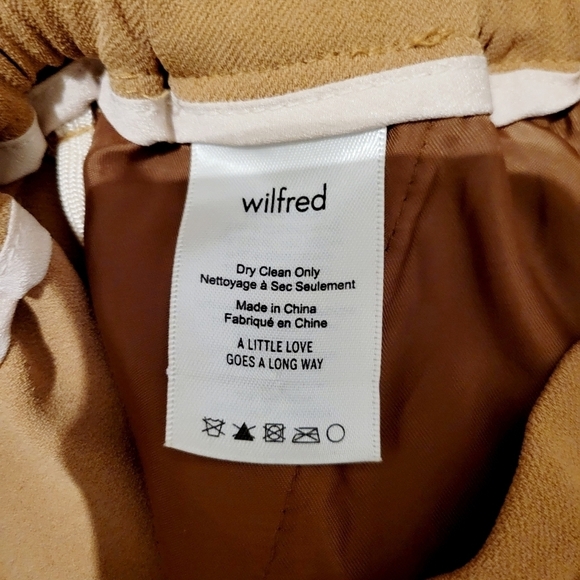 wilfred
Dry Clean Only
Nettoyage à Sec Seulement
Made in China
Fabriqué en Chine
A LITTLE LOVE
GOES A LONG WAY